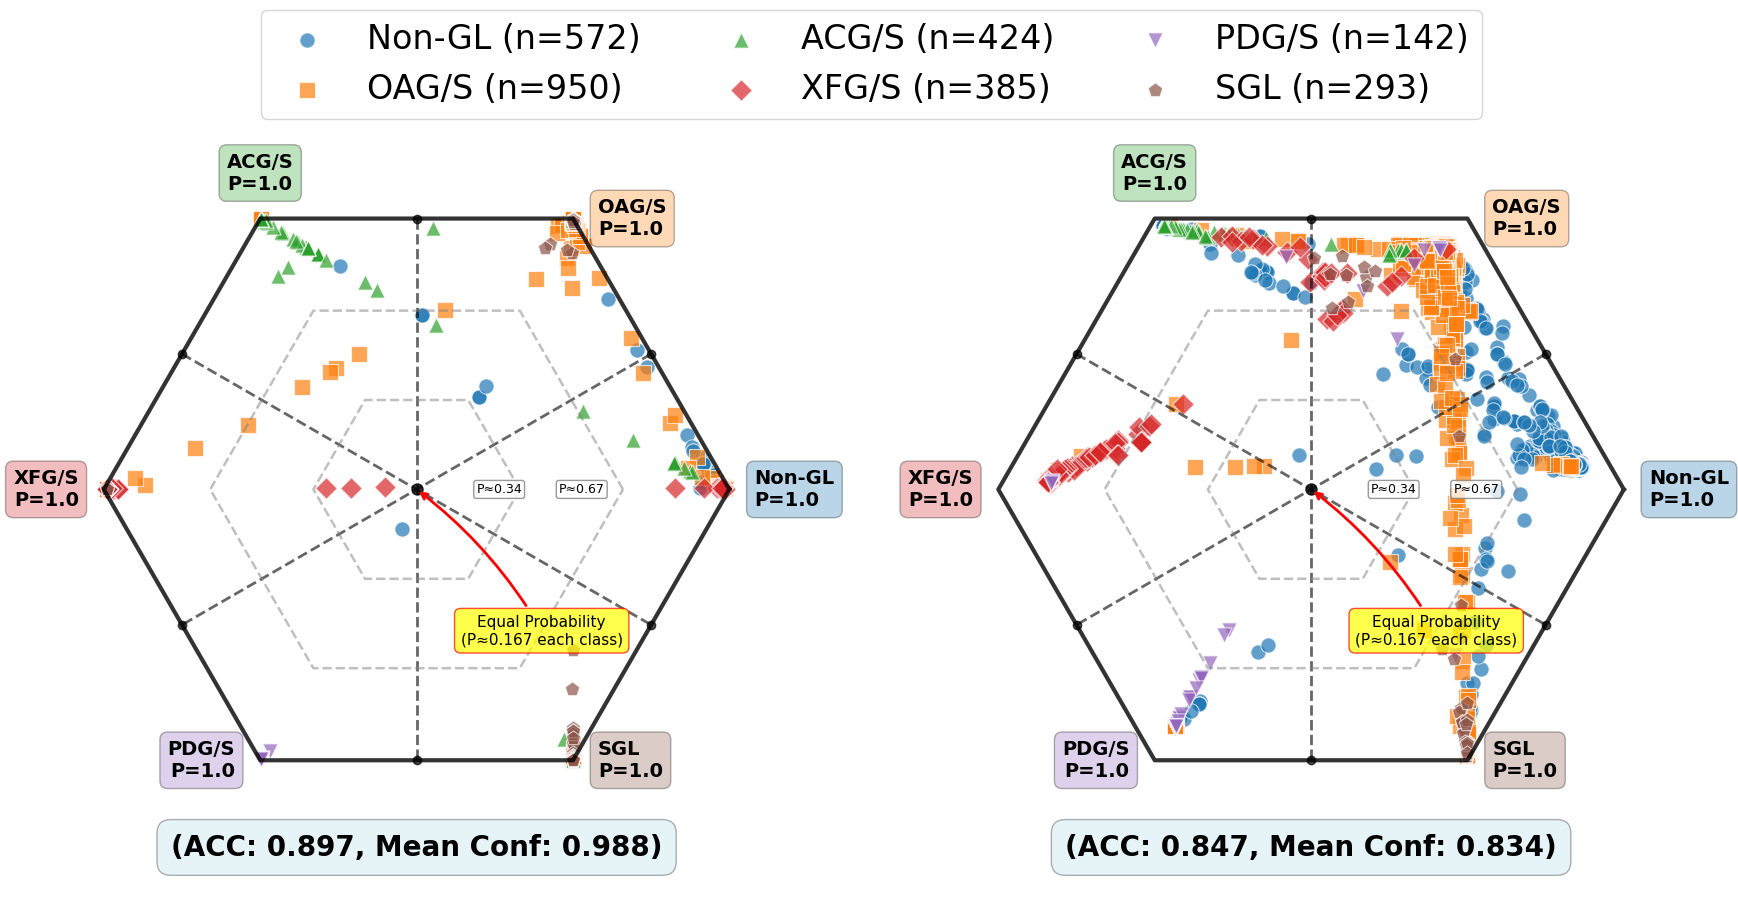 Non-GL (n=572)
OAG/S (n=950)
ACG/S (n=424)
XFG/S (n=385)
PDG/S (n=142)
SGL (n=293)
ACG/S
P=1.0
OAG/S
P=1.0
XFG/S
P=1.0
P≈0.34
P≈0.67
Non-GL
P=1.0
Equal Probability
(P≈0.167 each class)
PDG/S
P=1.0
SGL
P=1.0
(ACC: 0.897, Mean Conf: 0.988)
ACG/S
P=1.0
OAG/S
P=1.0
XFG/S
P=1.0
P≈0.34
P≈0.67
Non-GL
P=1.0
Equal Probability
(P≈0.167 each class)
PDG/S
P=1.0
SGL
P=1.0
(ACC: 0.847, Mean Conf: 0.834)